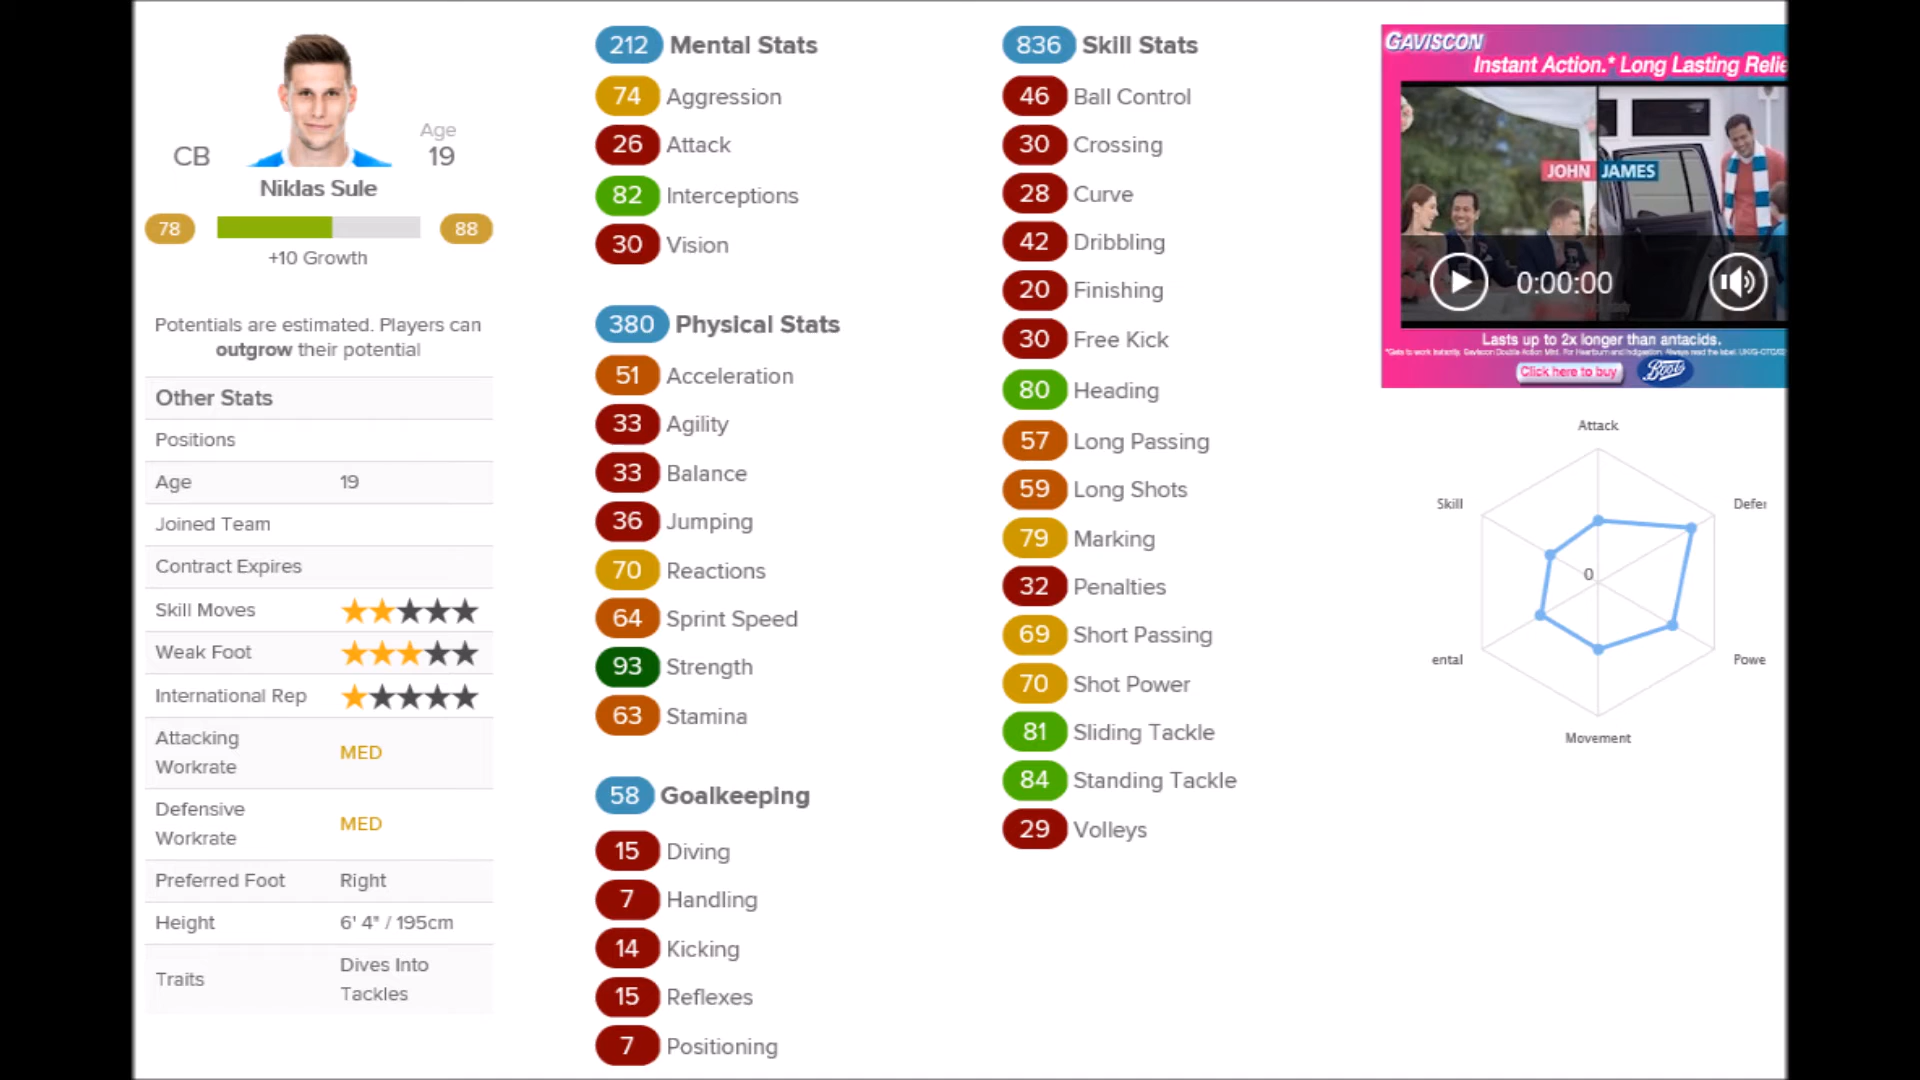 CB
Age
19
Niklas Sule
78
88
+10 Growth
Potentials are estimated. Players can
outgrow their potential
Other Stats
Positions
Age 19
Joined Team
Contract Expires
Skill Moves
Weak Foot
International Rep
Attacking
Workrate
MED
Defensive
Workrate
MED
Preferred Foot Right
Height 6' 4" / 195cm
Traits
Dives Into
Tackles
212 Mental Stats
74 Aggression
26 Attack
82 Interceptions
30 Vision
380 Physical Stats
51 Acceleration
33 Agility
33 Balance
36 Jumping
70 Reactions
64 Sprint Speed
93 Strength
63 Stamina
58 Goalkeeping
15 Diving
7 Handling
14 Kicking
15 Reflexes
7 Positioning
836 Skill Stats
46 Ball Control
30 Crossing
28 Curve
42 Dribbling
20 Finishing
30 Free Kick
80 Heading
57 Long Passing
59 Long Shots
79 Marking
32 Penalties
69 Short Passing
70 Shot Power
81 Sliding Tackle
84 Standing Tackle
29 Volleys
GAVISCON
Instant Action.* Long Lasting Relie
JOHN JAMES
0:00:00
Lasts up to 2x longer than antacids.
Click here to buy
Boots
Attack
Skill
Defer
0
ental
Powe
Movement